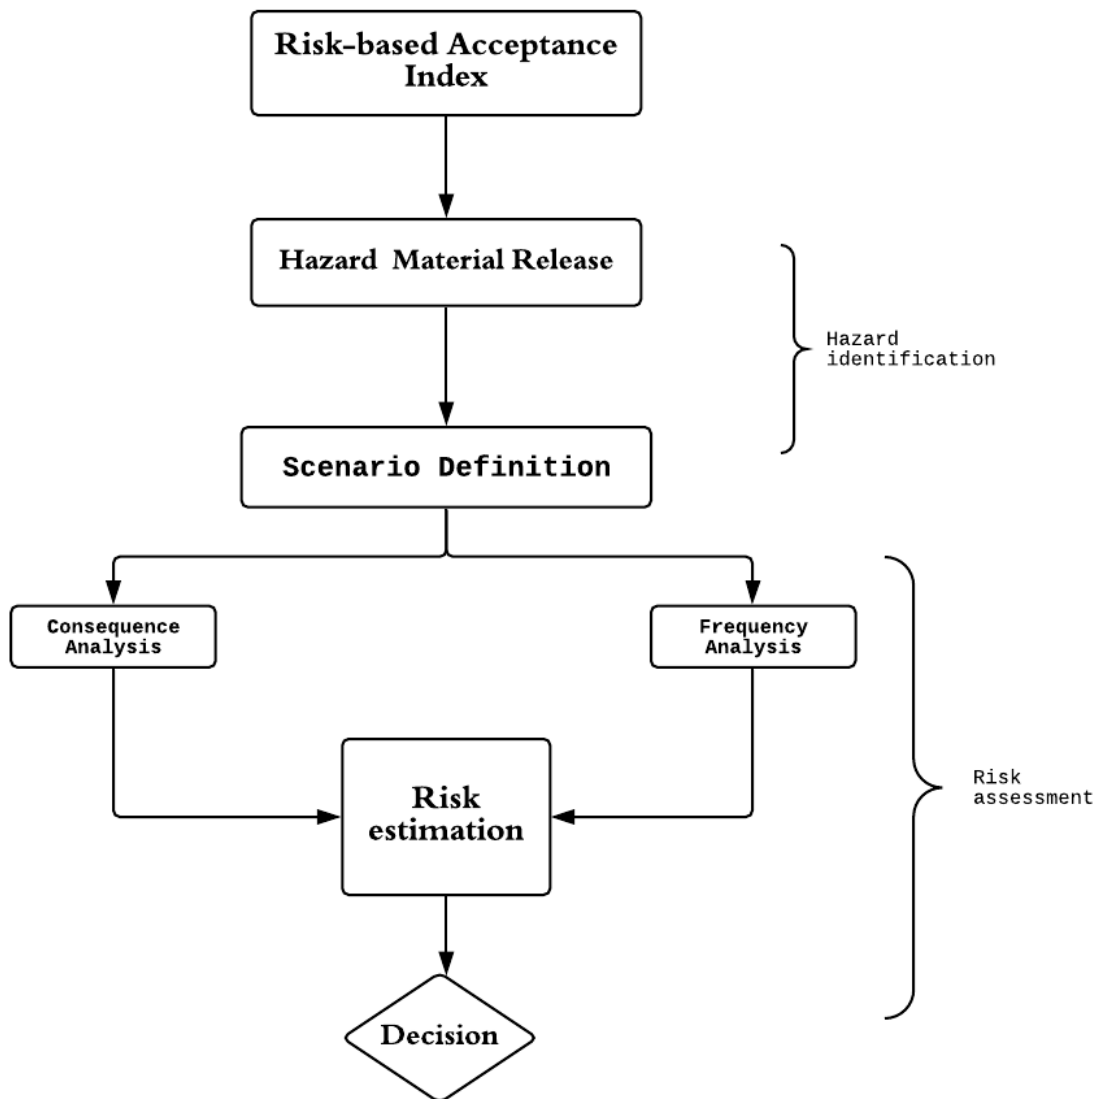 Risk-based Acceptance
Index
Hazard Material Release
Hazard
identification
Scenario Definition
Consequence
Analysis
Frequency
Analysis
Risk
estimation
Risk
assessment
Decision